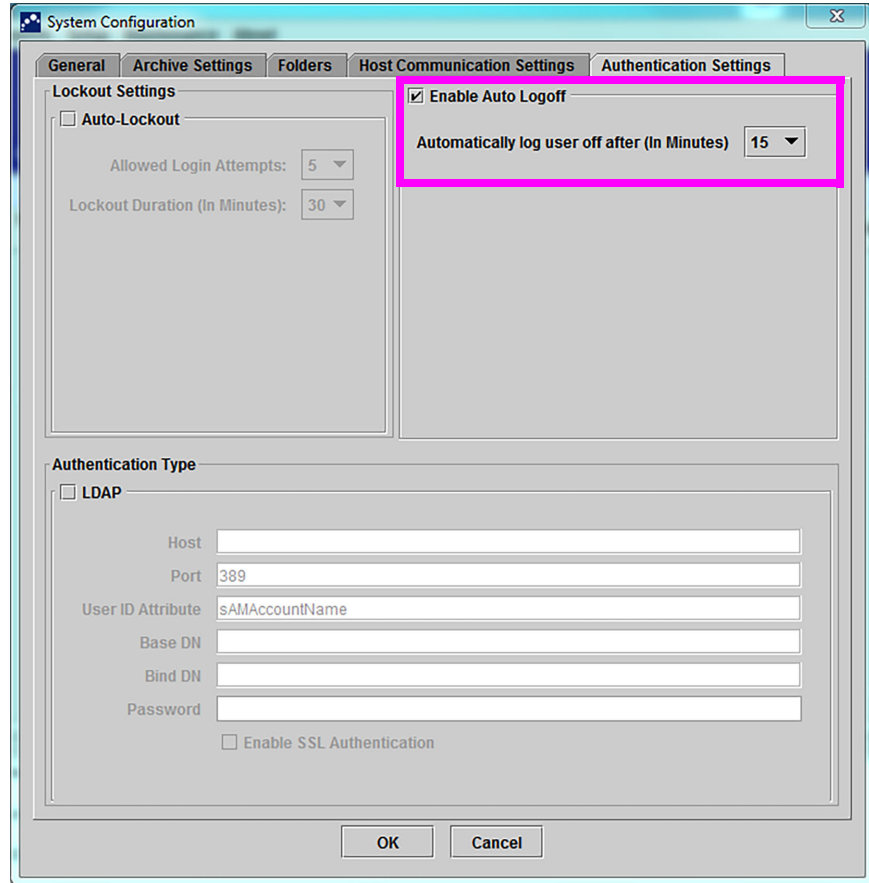 System Configuration
General Archive Settings Folders Host Communication Settings Authentication Settings
Lockout Settings
Auto-Lockout
Allowed Login Attempts: 5
Lockout Duration (In Minutes): 30
Enable Auto Logoff
Automatically log user off after (In Minutes) 15
Authentication Type
LDAP
Host
Port 389
User ID Attribute sAMAccountName
Base DN
Bind DN
Password
Enable SSL Authentication
OK Cancel